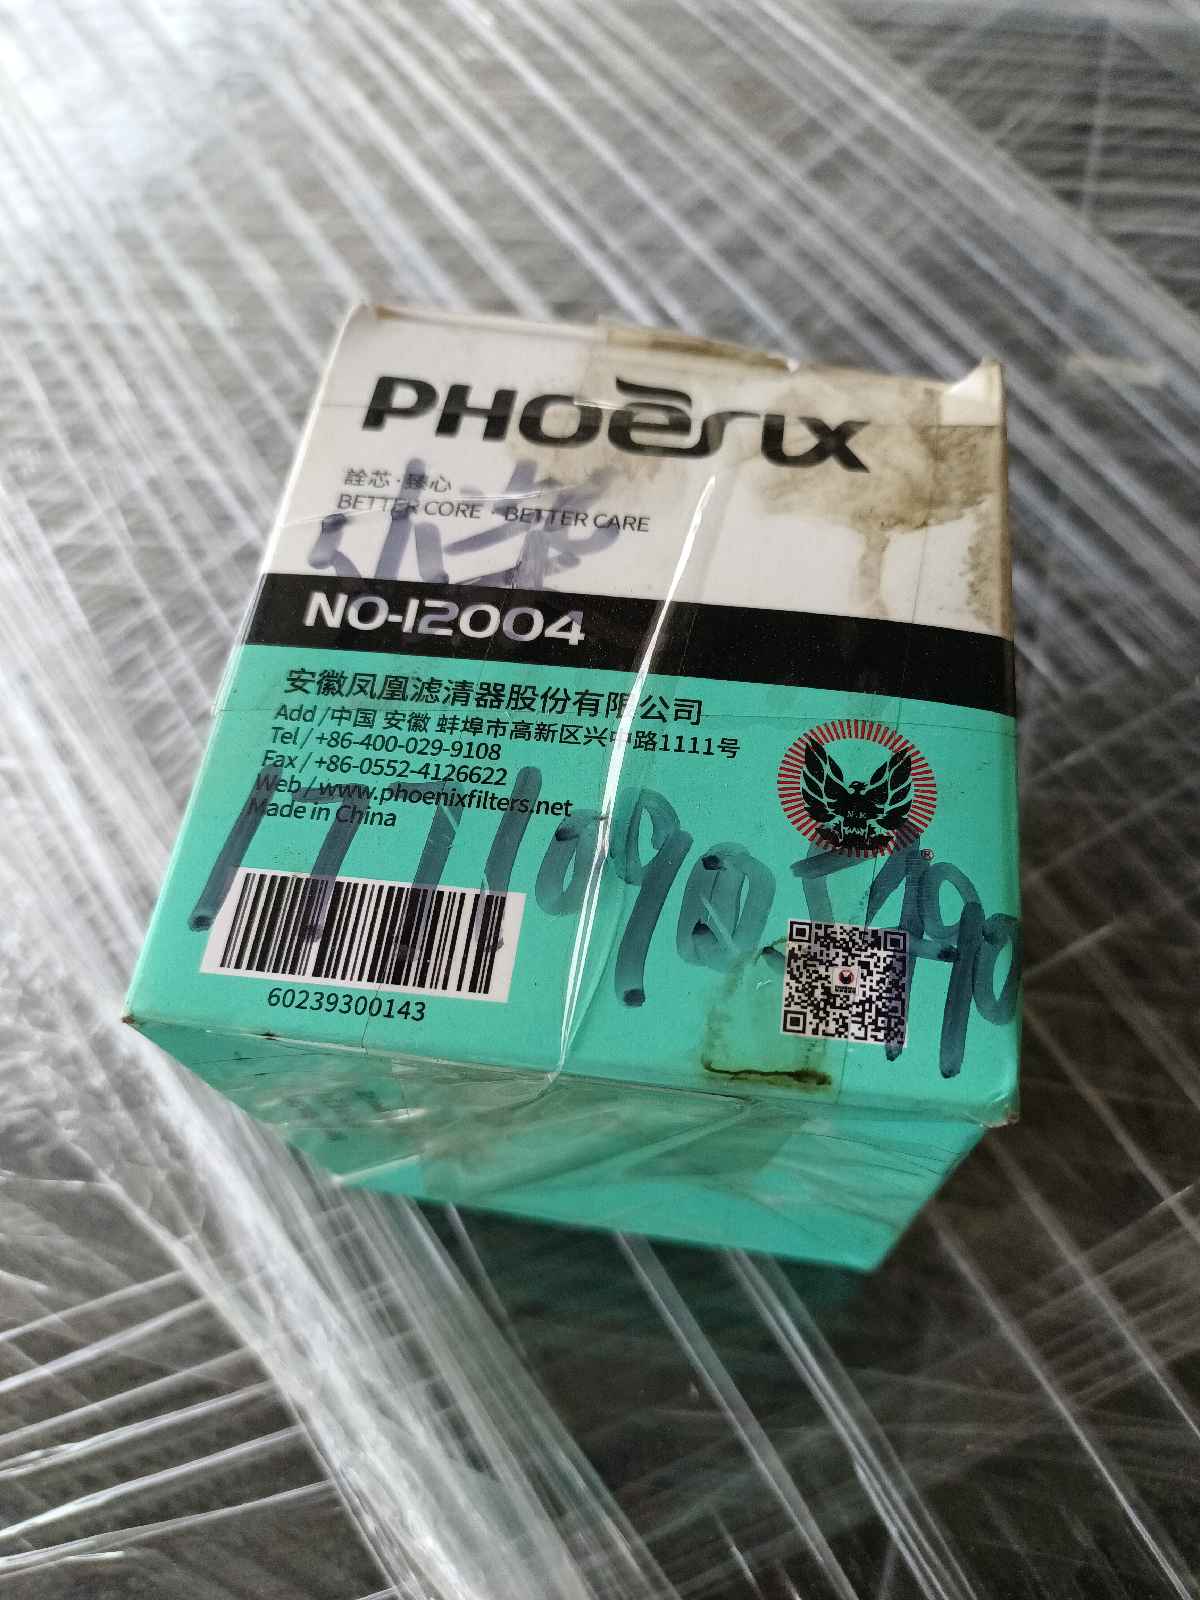 PHOENIX
詮芯·臻心
BETTER CORE · BETTER CARE
NO-12004
安徽凤凰滤清器股份有限公司
Add /中国 安徽 蚌埠市高新区兴中路1111号
Tel / +86-400-029-9108
Fax / +86-0552-4126622
Web / www.phoenixfilters.net
Made in China
N.K
®
60239300143